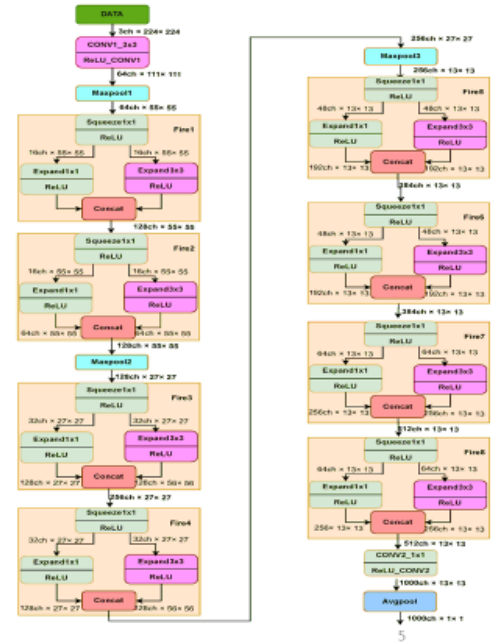 DATA
3ch × 224× 224
CONV1_3x3
ReLU_CONV1
64ch × 111× 111
Maxpool1
64ch × 55× 55
Squeeze1x1
Fire1
ReLU
16ch × 55× 55
16ch × 55× 55
Expand1x1
Expand3x3
ReLU
ReLU
Concat
128ch × 55× 55
Squeeze1x1
Fire2
ReLU
16ch × 55× 55
16ch × 55× 55
Expand1x1
Expand3x3
ReLU
ReLU
64ch × 55× 55
64ch × 55× 55
Concat
128ch × 55× 55
Maxpool2
128ch × 27× 27
Squeeze1x1
Fire3
ReLU
32ch × 27× 27
32ch × 27× 27
Expand1x1
Expand3x3
ReLU
ReLU
128ch × 27× 27
128ch × 56× 56
Concat
256ch × 27× 27
Squeeze1x1
Fire4
ReLU
32ch × 27× 27
32ch × 27× 27
Expand1x1
Expand3x3
ReLU
ReLU
128ch × 27× 27
128ch × 56× 56
Concat
256ch × 27× 27
Maxpool3
256ch × 13× 13
Squeeze1x1
ReLU
48ch × 13× 13
48ch × 13× 13
Expand1x1
Expand3x3
ReLU
ReLU
192ch × 13× 13
192ch × 13× 13
Concat
384ch × 13× 13
Squeeze1x1
ReLU
48ch × 13× 13
48ch × 13× 13
Expand1x1
Expand3x3
ReLU
ReLU
192ch × 13× 13
192ch × 13× 13
Concat
384ch × 13× 13
Squeeze1x1
Fire7
ReLU
64ch × 13× 13
64ch × 13× 13
Expand1x1
Expand3x3
ReLU
ReLU
256ch × 13× 13
256ch × 13× 13
Concat
512ch × 13× 13
Squeeze1x1
Fire8
ReLU
64ch × 13× 13
64ch × 13× 13
Expand1x1
Expand3x3
ReLU
ReLU
256× 13× 13
256ch × 13× 13
Concat
512ch × 13× 13
CONV2_1x1
ReLU_CONV2
1000ch × 13× 13
Avgpool
1000ch × 1× 1
5